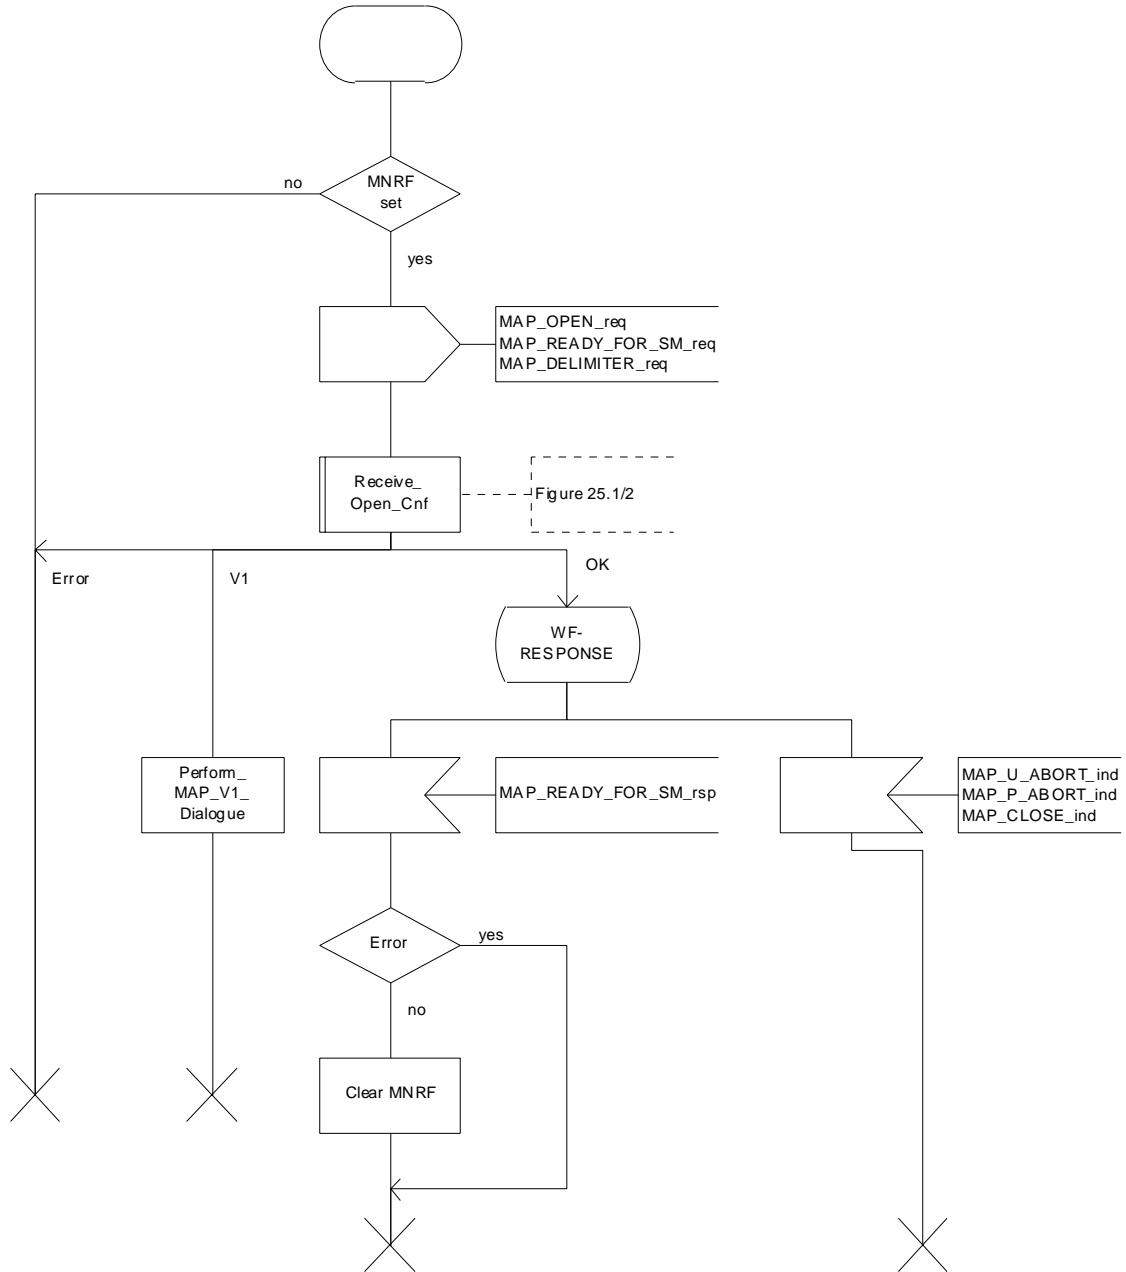 no
MNRF
set
yes
MAP_OPEN_req
MAP_READY_FOR_SM_req
MAP_DELIMITER_req
Receive_
Open_Cnf
Figure 25.1/2
Error
V1
OK
WF-
RESPONSE
Perform_
MAP_V1_
Dialogue
MAP_READY_FOR_SM_rsp
MAP_U_ABORT_ind
MAP_P_ABORT_ind
MAP_CLOSE_ind
Error
yes
no
Clear MNRF